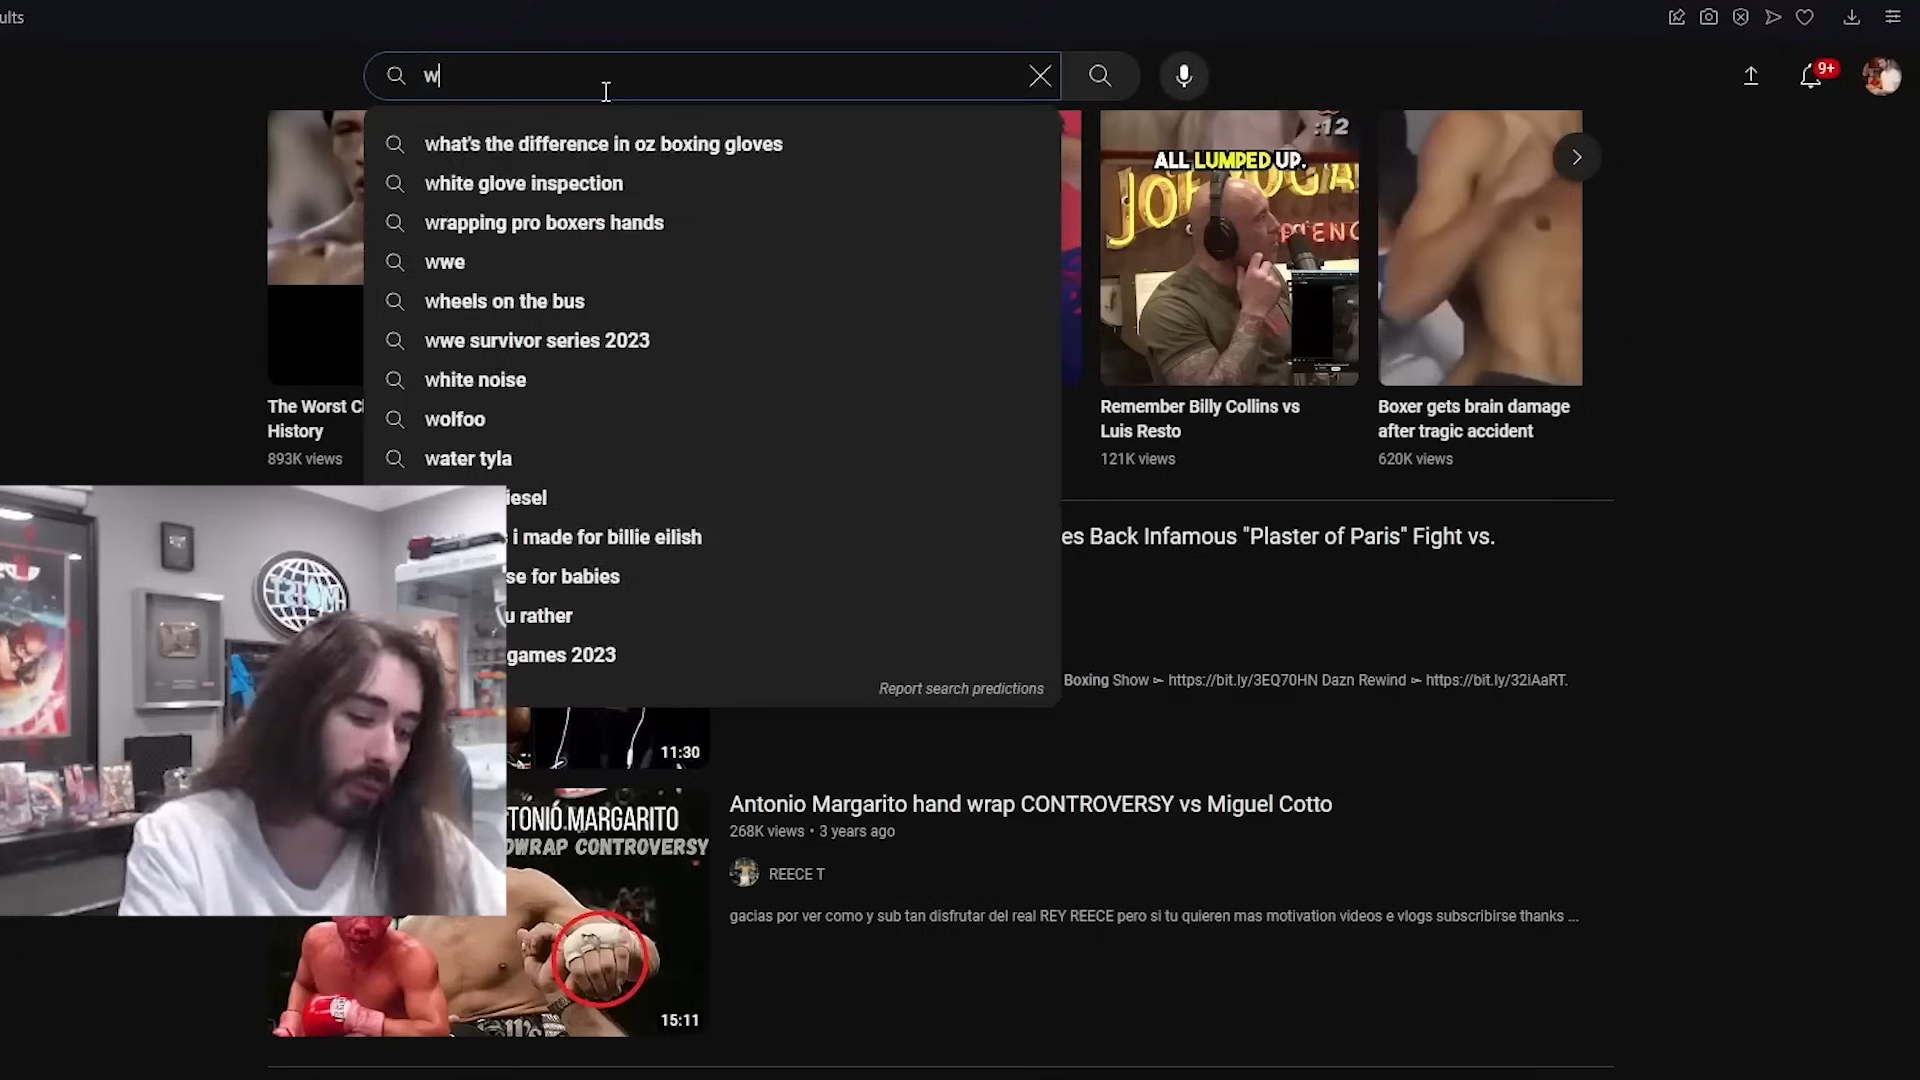 ults
w
9+
what's the difference in oz boxing gloves
white glove inspection
wrapping pro boxers hands
wwe
wheels on the bus
wwe survivor series 2023
white noise
wolfoo
water tyla
iesel
i made for billie eilish
se for babies
u rather
games 2023
Report search predictions
:12
ALL LUMPED UP.
The Worst
History
893K views
Remember Billy Collins vs
Luis Resto
121K views
Boxer gets brain damage
after tragic accident
620K views
es Back Infamous "Plaster of Paris" Fight vs.
Boxing Show ⋗ https://bit.ly/3EQ70HN Dazn Rewind ⋗ https://bit.ly/32iAaRT.
11:30
TONIO MARGARITO
DWRAP CONTROVERSY
15:11
Antonio Margarito hand wrap CONTROVERSY vs Miguel Cotto
268K views • 3 years ago
REECE T
gacias por ver como y sub tan disfrutar del real REY REECE pero si tu quieren mas motivation videos e vlogs subscribirse thanks ...